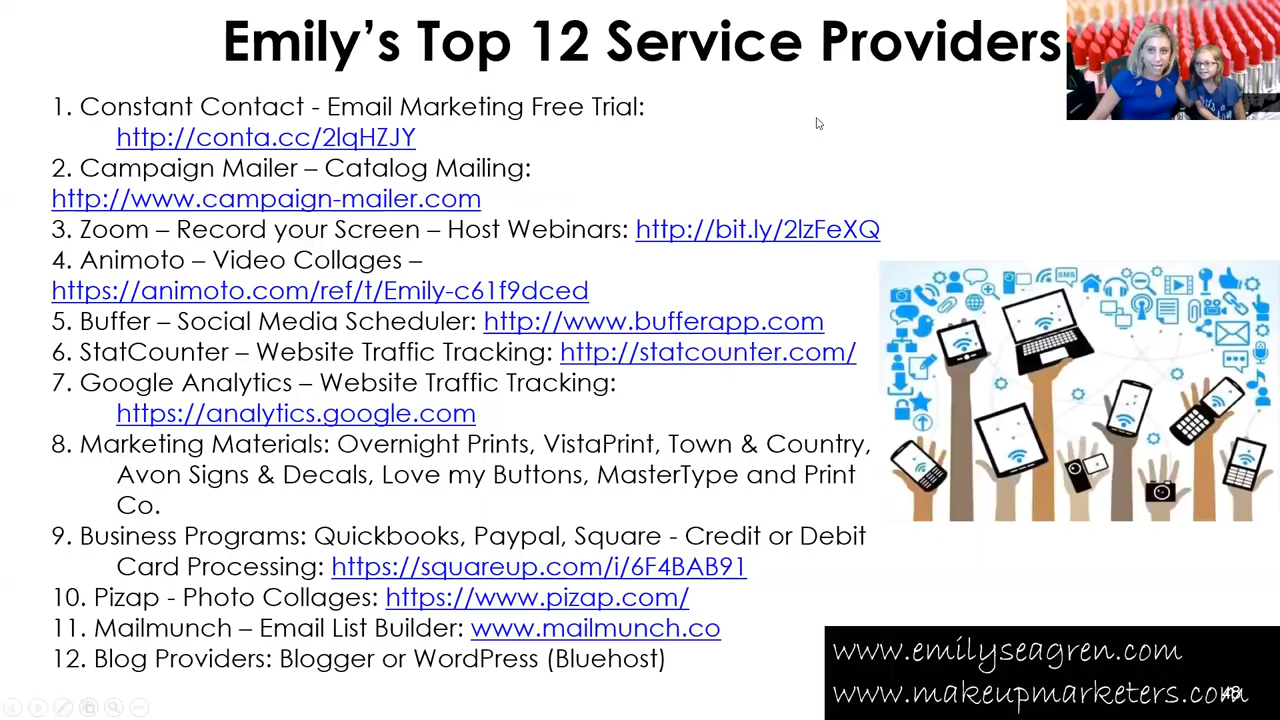 Emily's Top 12 Service Providers
1. Constant Contact - Email Marketing Free Trial:
http://conta.cc/2lqHZJY
2. Campaign Mailer – Catalog Mailing:
http://www.campaign-mailer.com
3. Zoom – Record your Screen – Host Webinars: http://bit.ly/2lzFeXQ
4. Animoto – Video Collages –
https://animoto.com/ref/t/Emily-c61f9dced
5. Buffer – Social Media Scheduler: http://www.bufferapp.com
6. StatCounter – Website Traffic Tracking: http://statcounter.com/
7. Google Analytics – Website Traffic Tracking:
https://analytics.google.com
8. Marketing Materials: Overnight Prints, VistaPrint, Town & Country,
Avon Signs & Decals, Love my Buttons, MasterType and Print
Co.
9. Business Programs: Quickbooks, Paypal, Square - Credit or Debit
Card Processing: https://squareup.com/i/6F4BAB91
10. Pizap - Photo Collages: https://www.pizap.com/
11. Mailmunch – Email List Builder: www.mailmunch.co
12. Blog Providers: Blogger or WordPress (Bluehost)
SMS
www.emilyseagren.com
www.makeupmarketers.com
48